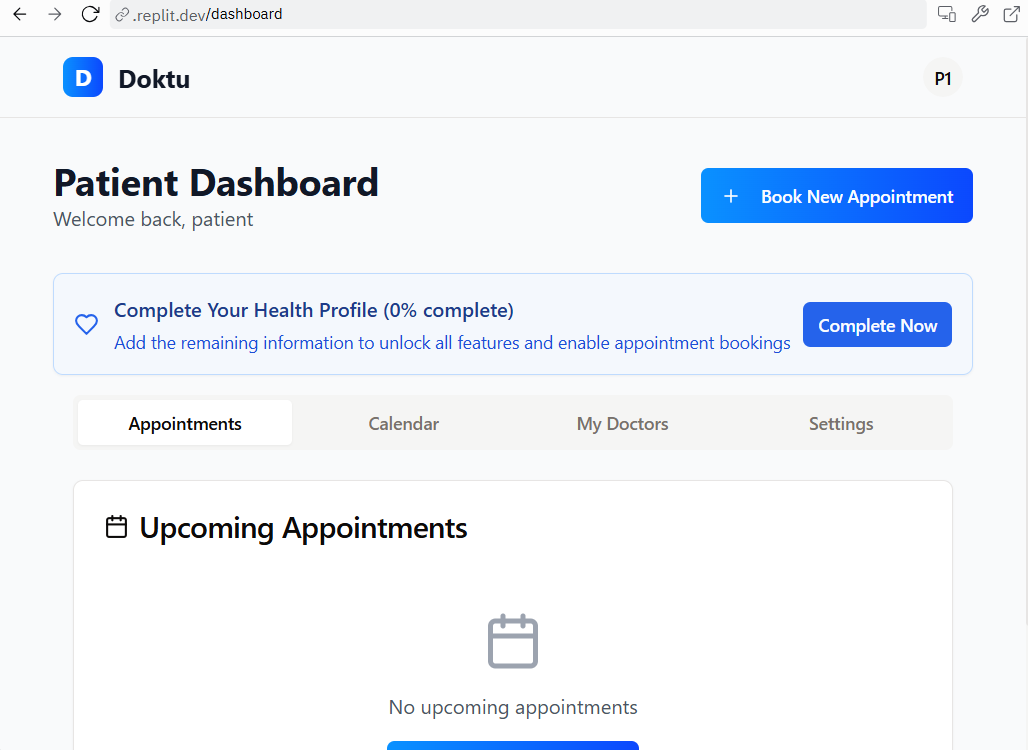 .replit.dev/dashboard
D Doktu
P1
Patient Dashboard
Welcome back, patient
+ Book New Appointment
Complete Your Health Profile (0% complete)
Add the remaining information to unlock all features and enable appointment bookings
Complete Now
Appointments Calendar My Doctors Settings
Upcoming Appointments
No upcoming appointments